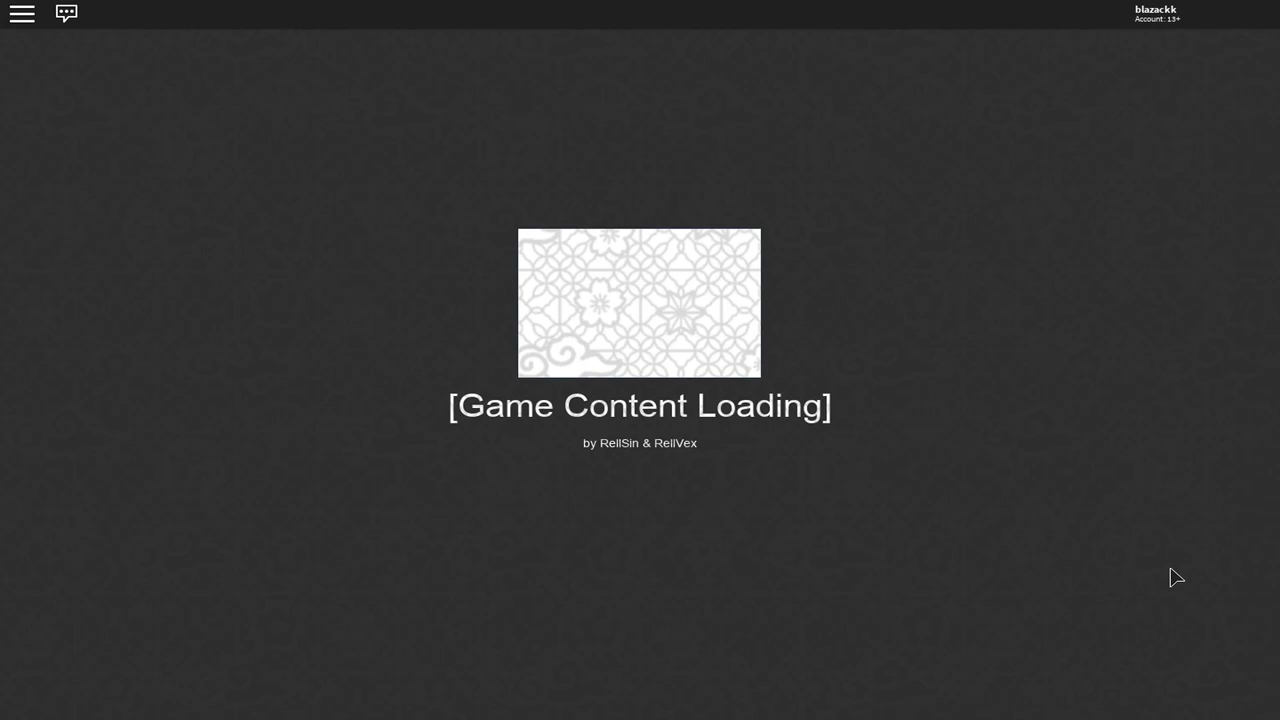 blazackk
Account: 13+
[Game Content Loading]
by RellSin & RellVex